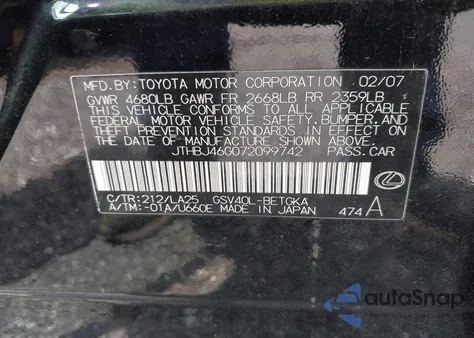 MFD.BY:TOYOTA MOTOR CORPORATION 02/07
GVWR 4680LB GAWR FR 2668LB RR 2359LB
THIS VEHICLE CONFORMS TO ALL APPLICABLE
FEDERAL MOTOR VEHICLE SAFETY,BUMPER,AND
THEFT PREVENTION STANDARDS IN EFFECT ON
THE DATE OF MANUFACTURE SHOWN ABOVE.
JTHBJ46G072099742 PASS.CAR
C/TR:212/LA25 GSV40L-BETGKA
A/TM:-01A/U660E MADE IN JAPAN 474 A
autoSnap